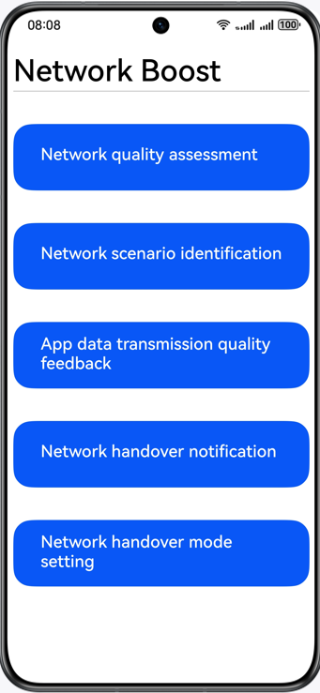 08:08
100
Network Boost
Network quality assessment
Network scenario identification
App data transmission quality
feedback
Network handover notification
Network handover mode
setting